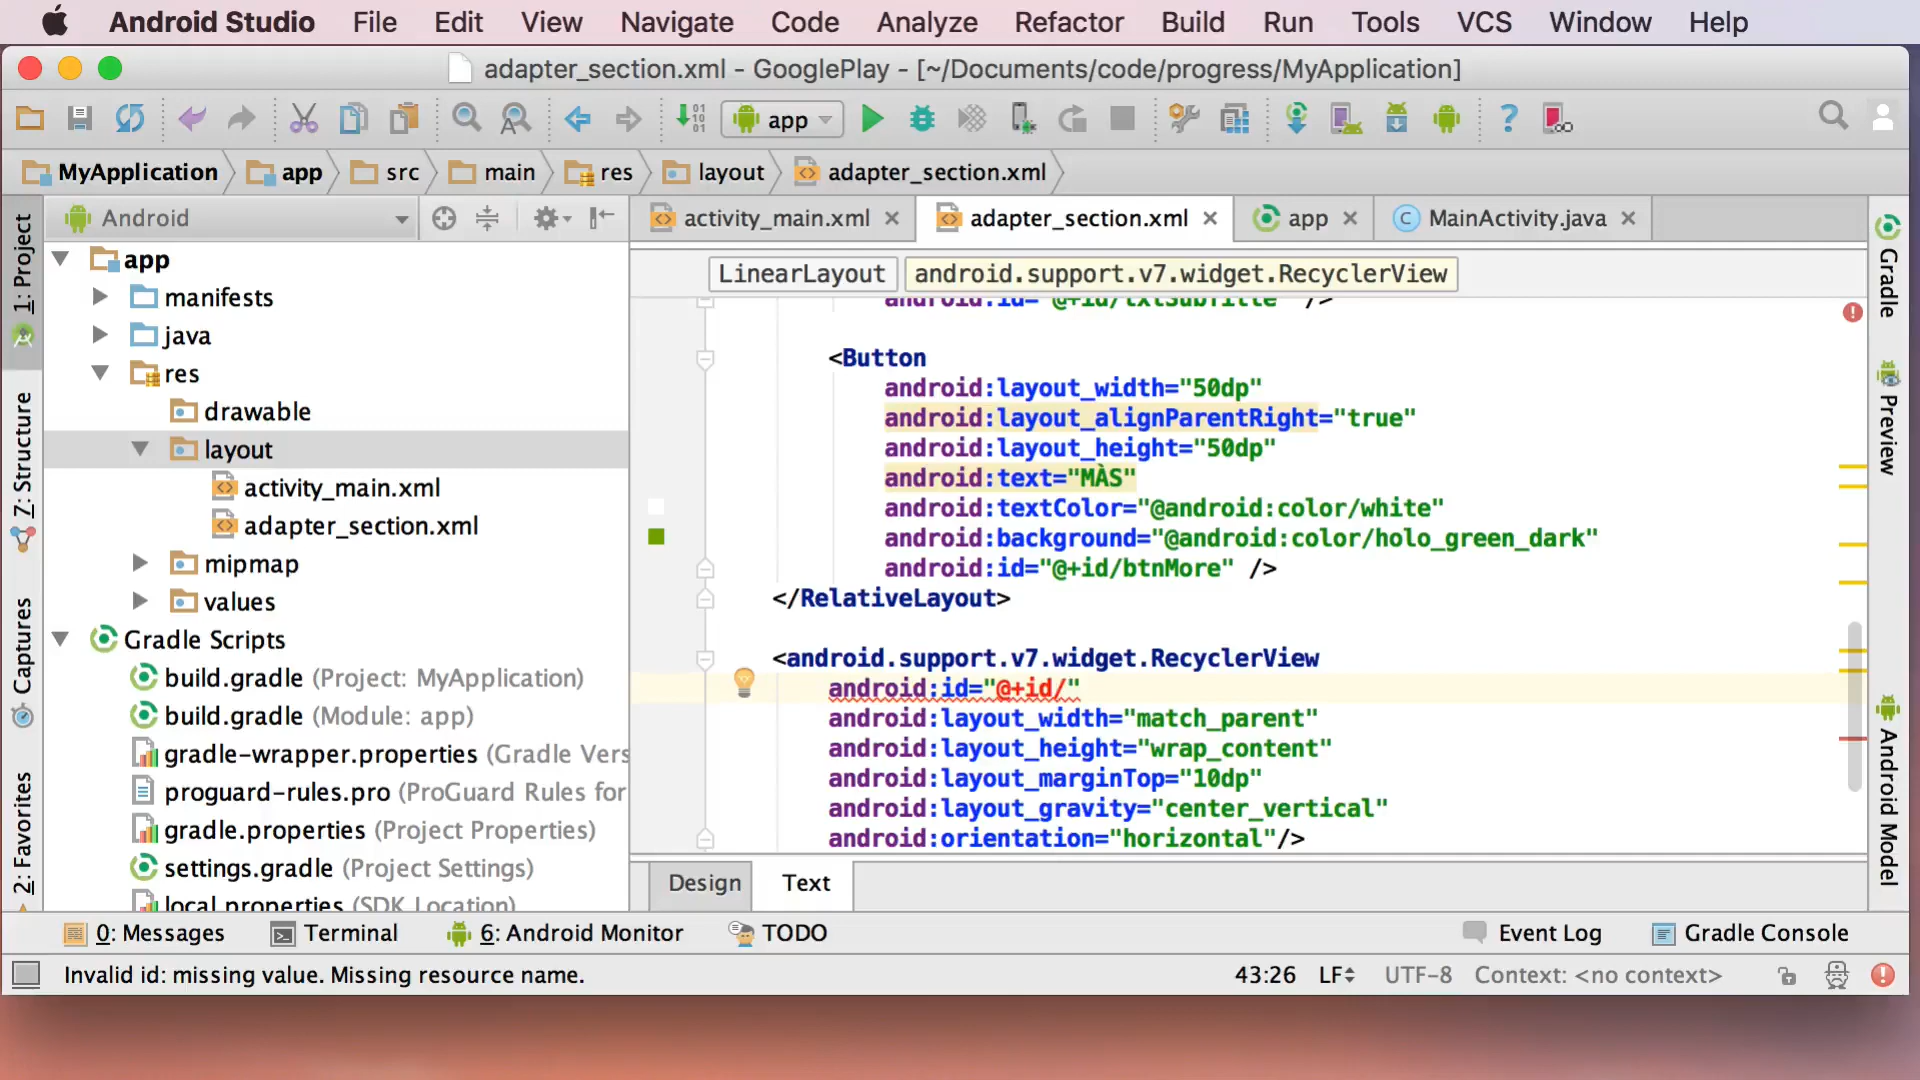 Android Studio File Edit View Navigate Code Analyze Refactor Build Run Tools VCS Window Help
adapter_section.xml - GooglePlay - [~/Documents/code/progress/MyApplication]
app
MyApplication app src main res layout adapter_section.xml
1: Project
7: Structure
Captures
2: Favorites
Android
app
manifests
java
res
drawable
layout
activity_main.xml
adapter_section.xml
mipmap
values
Gradle Scripts
build.gradle (Project: MyApplication)
build.gradle (Module: app)
gradle-wrapper.properties (Gradle Vers
proguard-rules.pro (ProGuard Rules for
gradle.properties (Project Properties)
settings.gradle (Project Settings)
local.properties (SDK Location)
activity_main.xml adapter_section.xml app MainActivity.java
LinearLayout android.support.v7.widget.RecyclerView
android:id="@+id/txtSubTitle" />
<Button
android:layout_width="50dp"
android:layout_alignParentRight="true"
android:layout_height="50dp"
android:text="MÀS"
android:textColor="@android:color/white"
android:background="@android:color/holo_green_dark"
android:id="@+id/btnMore" />
</RelativeLayout>
<android.support.v7.widget.RecyclerView
android:id="@+id/"
android:layout_width="match_parent"
android:layout_height="wrap_content"
android:layout_marginTop="10dp"
android:layout_gravity="center_vertical"
android:orientation="horizontal"/>
Design Text
Gradle
Preview
Android Model
0: Messages Terminal 6: Android Monitor TODO Event Log Gradle Console
Invalid id: missing value. Missing resource name. 43:26 LF UTF-8 Context: <no context>